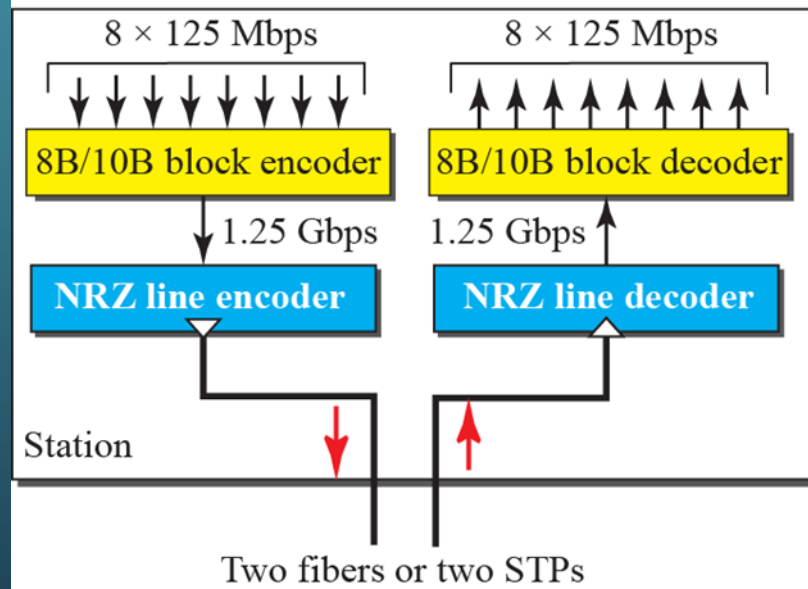 8 × 125 Mbps
8 × 125 Mbps
8B/10B block encoder
8B/10B block decoder
1.25 Gbps
1.25 Gbps
NRZ line encoder
NRZ line decoder
Station
Two fibers or two STPs